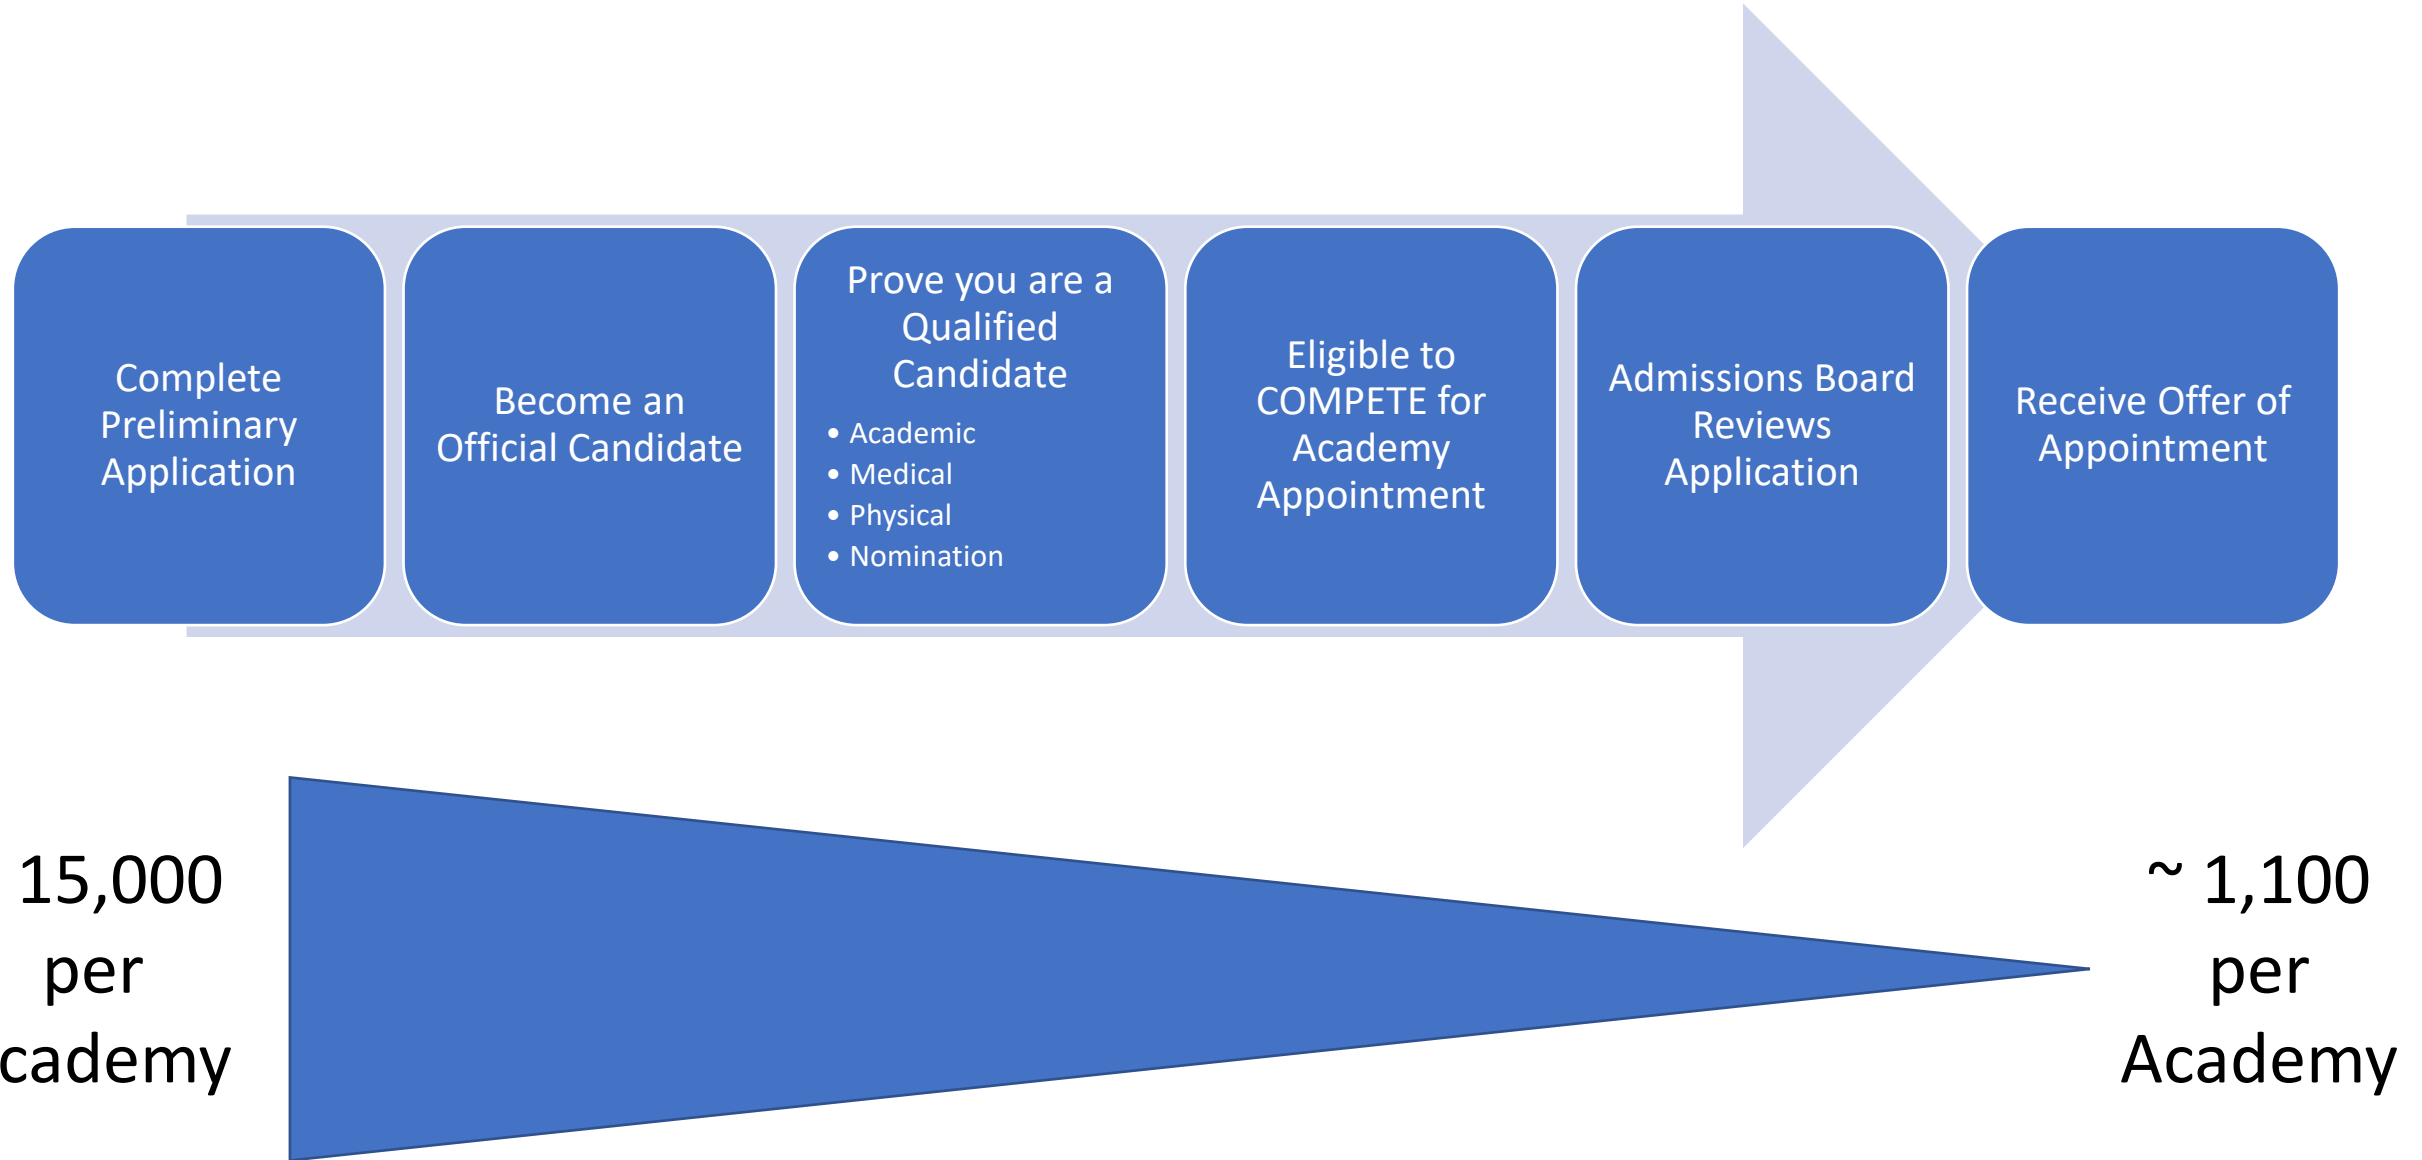 Complete
Preliminary
Application
Become an
Official Candidate
Prove you are a
Qualified
Candidate
• Academic
• Medical
• Physical
• Nomination
Eligible to
COMPETE for
Academy
Appointment
Admissions Board
Reviews
Application
Receive Offer of
Appointment
15,000
per
cademy
~ 1,100
per
Academy